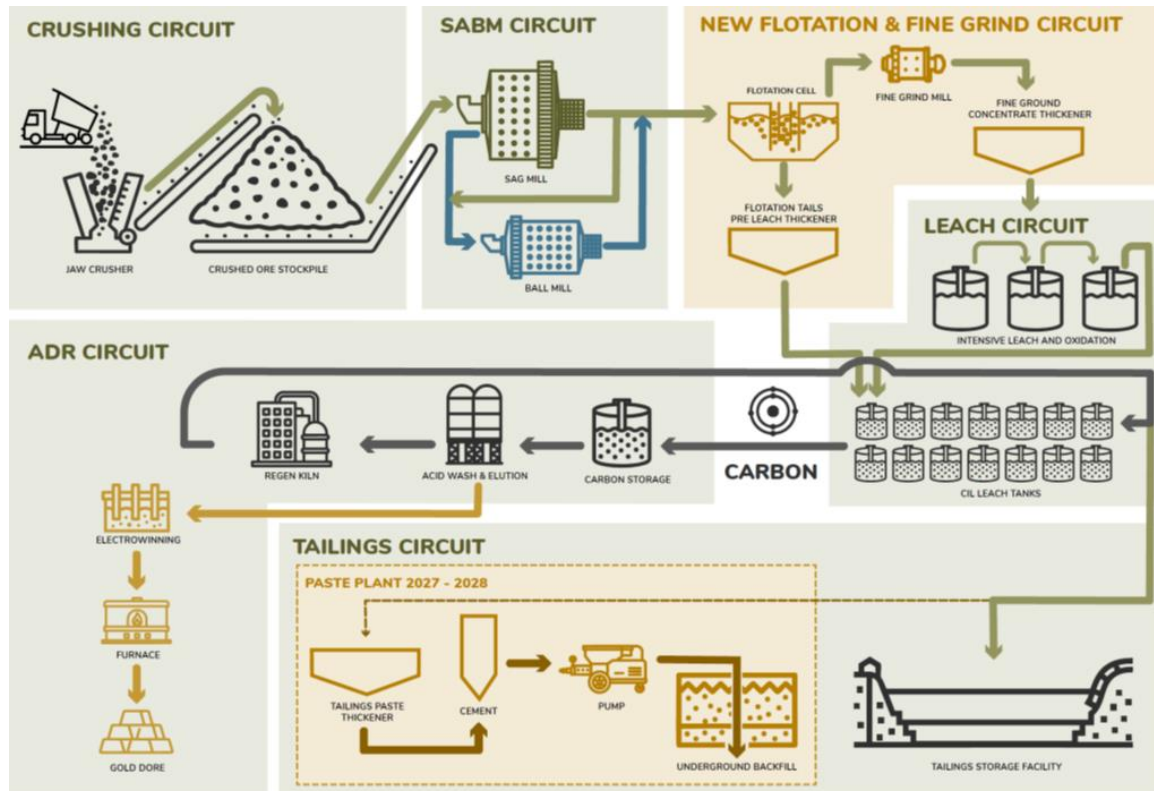 CRUSHING CIRCUIT
JAW CRUSHER
CRUSHED ORE STOCKPILE
SABM CIRCUIT
SAG MILL
BALL MILL
NEW FLOTATION & FINE GRIND CIRCUIT
FLOTATION CELL
FINE GRIND MILL
FINE GROUND
CONCENTRATE THICKENER
FLOTATION TAILS
PRE LEACH THICKENER
LEACH CIRCUIT
INTENSIVE LEACH AND OXIDATION
CIL LEACH TANKS
CARBON
ADR CIRCUIT
REGEN KILN
ACID WASH & ELUTION
CARBON STORAGE
ELECTROWINNING
FURNACE
GOLD DORE
TAILINGS CIRCUIT
PASTE PLANT 2027 - 2028
TAILINGS PASTE
THICKENER
CEMENT
PUMP
UNDERGROUND BACKFILL
TAILINGS STORAGE FACILITY